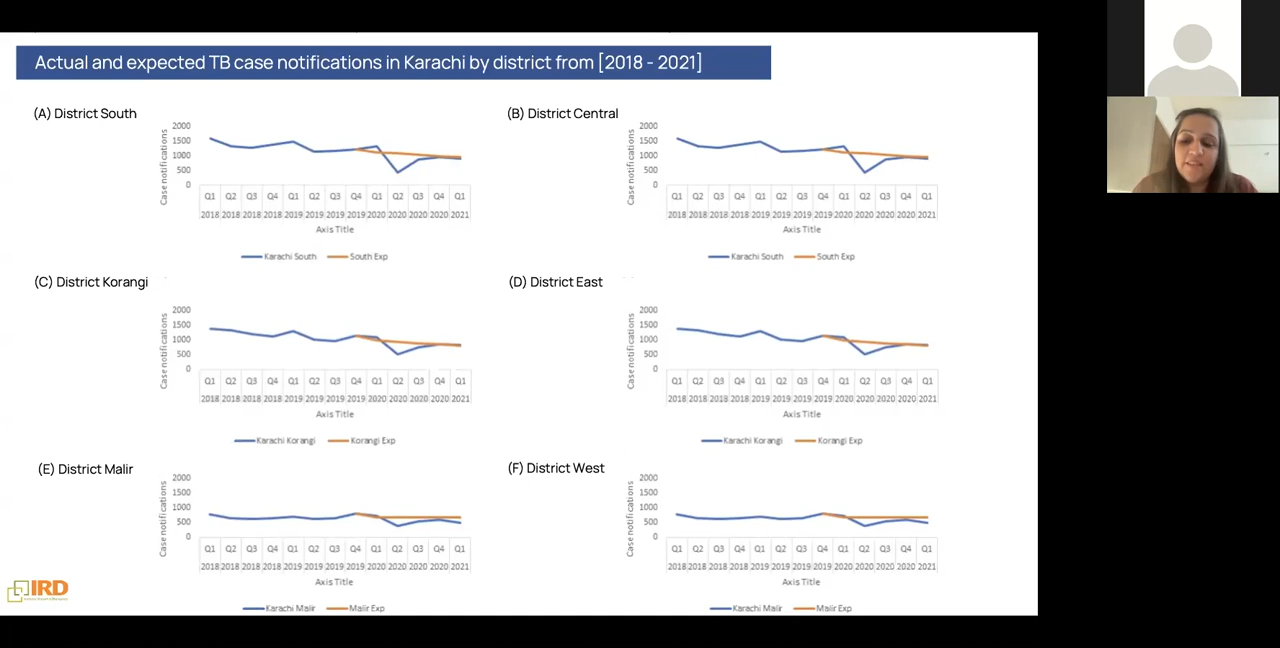 Actual and expected TB case notifications in Karachi by district from [2018 - 2021]
(A) District South
Case notifications
2000
1500
1000
500
0
Q1 Q2 Q3 Q4 Q1 Q2 Q3 Q4 Q1 Q2 Q3 Q4 Q1
2018 2018 2018 2018 2019 2019 2019 2019 2020 2020 2020 2020 2021
Axis Title
Karachi South South Exp
(B) District Central
Case notifications
2000
1500
1000
500
0
Q1 Q2 Q3 Q4 Q1 Q2 Q3 Q4 Q1 Q2 Q3 Q4 Q1
2018 2018 2018 2018 2019 2019 2019 2019 2020 2020 2020 2020 2021
Axis Title
Karachi South South Exp
(C) District Korangi
Case notifications
2000
1500
1000
500
0
Q1 Q2 Q3 Q4 Q1 Q2 Q3 Q4 Q1 Q2 Q3 Q4 Q1
2018 2018 2018 2018 2019 2019 2019 2019 2020 2020 2020 2020 2021
Axis Title
Karachi Korangi Korangi Exp
(D) District East
Case notifications
2000
1500
1000
500
0
Q1 Q2 Q3 Q4 Q1 Q2 Q3 Q4 Q1 Q2 Q3 Q4 Q1
2018 2018 2018 2018 2019 2019 2019 2019 2020 2020 2020 2020 2021
Axis Title
Karachi Korangi Korangi Exp
(E) District Malir
Case notifications
2000
1500
1000
500
0
Q1 Q2 Q3 Q4 Q1 Q2 Q3 Q4 Q1 Q2 Q3 Q4 Q1
2018 2018 2018 2018 2019 2019 2019 2019 2020 2020 2020 2020 2021
Axis Title
Karachi Malir Malir Exp
(F) District West
Case notifications
2000
1500
1000
500
0
Q1 Q2 Q3 Q4 Q1 Q2 Q3 Q4 Q1 Q2 Q3 Q4 Q1
2018 2018 2018 2018 2019 2019 2019 2019 2020 2020 2020 2020 2021
Axis Title
Karachi Malir Malir Exp
IRD